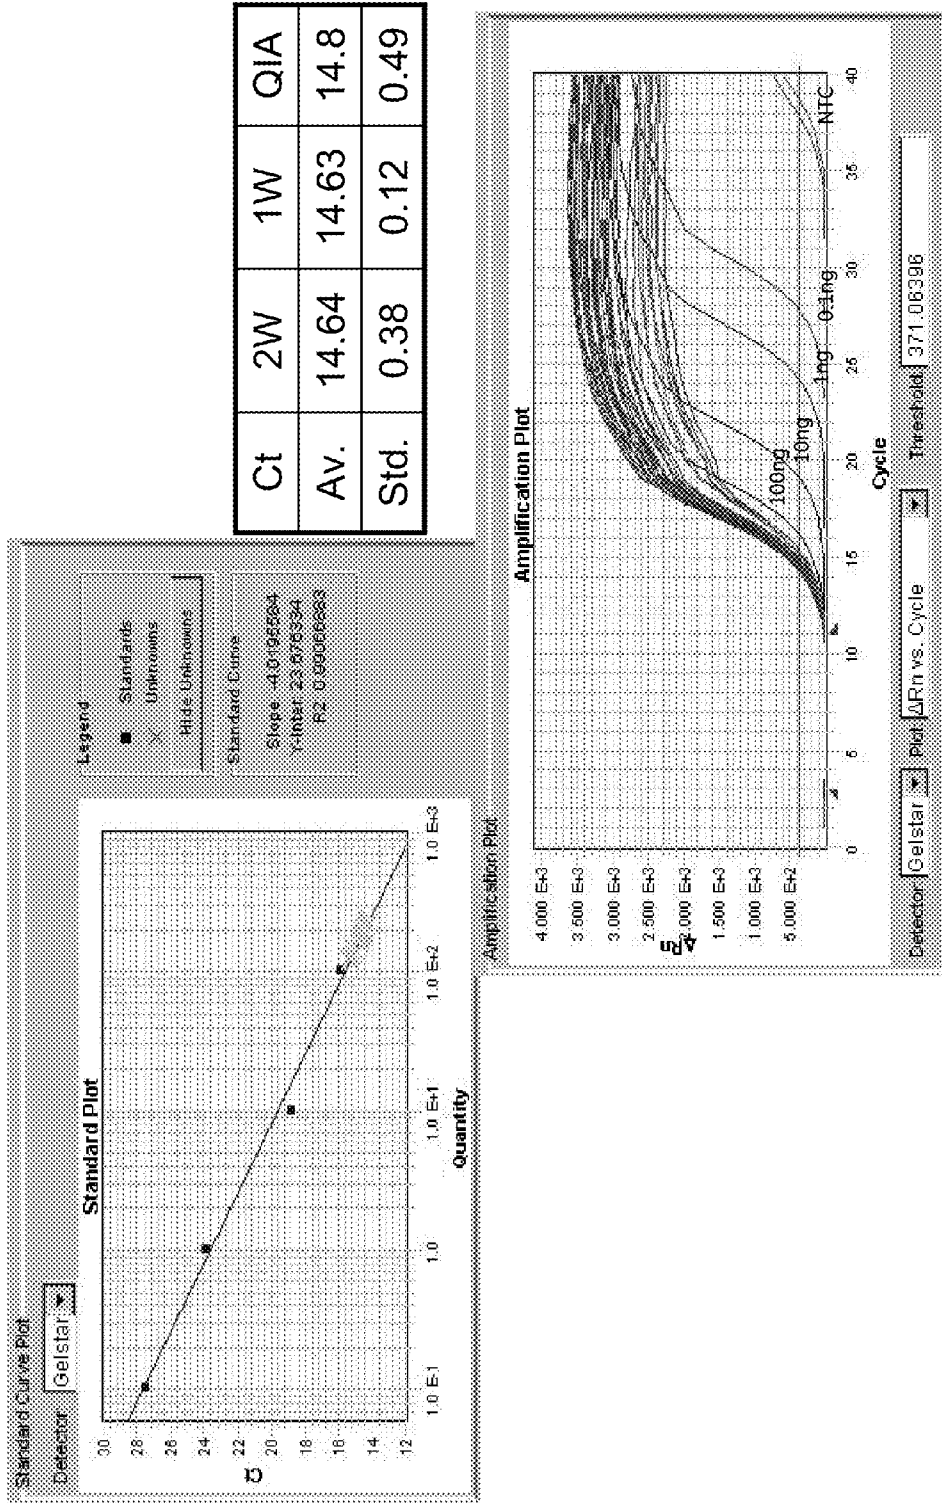 Standard Curve Plot
Detector: Gelstar
Standard Plot
Ct
30
28
26
24
22
20
18
16
14
12
1.0 E-1
1.0
1.0 E+1
1.0 E+2
1.0 E+3
Quantity
Legend
Standards
Unknowns
Hide Unknowns
Standard Curve
Slope
Y-Inter.
R2
Ct 2W 1W QIA
Av. 14.64 14.63 14.8
Std. 0.38 0.12 0.49
Amplification Plot
Amplification Plot
ΔRn
4.000 E+3
3.500 E+3
3.000 E+3
2.500 E+3
2.000 E+3
1.500 E+3
1.000 E+3
5.000 E+2
100ng
10ng
1ng
0.1ng
NTC
0 5 10 15 20 25 30 35 40
Cycle
Detector: Gelstar Plot ΔRn vs. Cycle Threshold: 371.06396